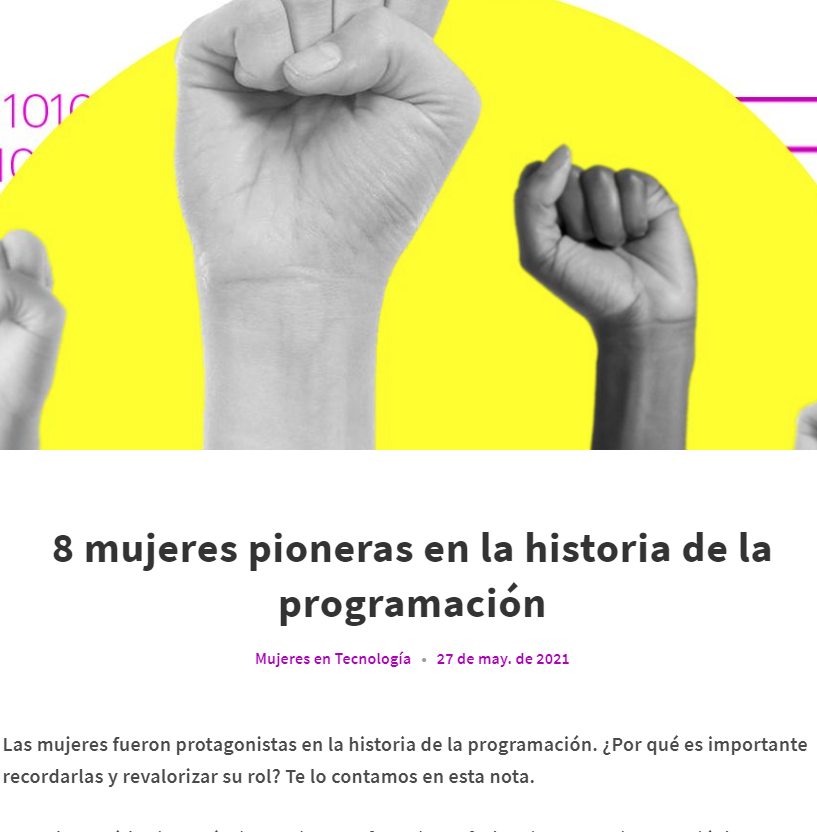 1010
10
8 mujeres pioneras en la historia de la
programación
Mujeres en Tecnología • 27 de may. de 2021
Las mujeres fueron protagonistas en la historia de la programación. ¿Por qué es importante
recordarlas y revalorizar su rol? Te lo contamos en esta nota.